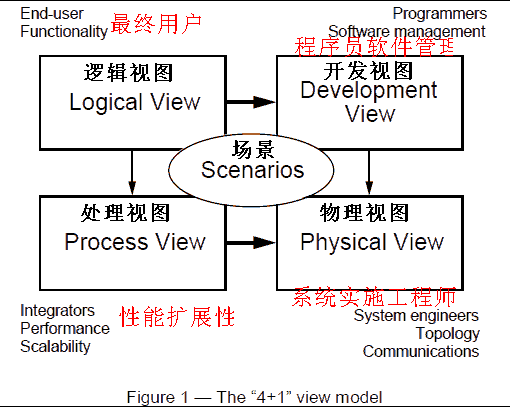 End-user
Functionality
最终用户
Programmers
Software management
程序员软件管理
逻辑视图
Logical View
开发视图
Development
View
场景
Scenarios
处理视图
Process View
物理视图
Physical View
Integrators
Performance
Scalability
性能扩展性
系统实施工程师
System engineers
Topology
Communications
Figure 1 — The “4+1” view model